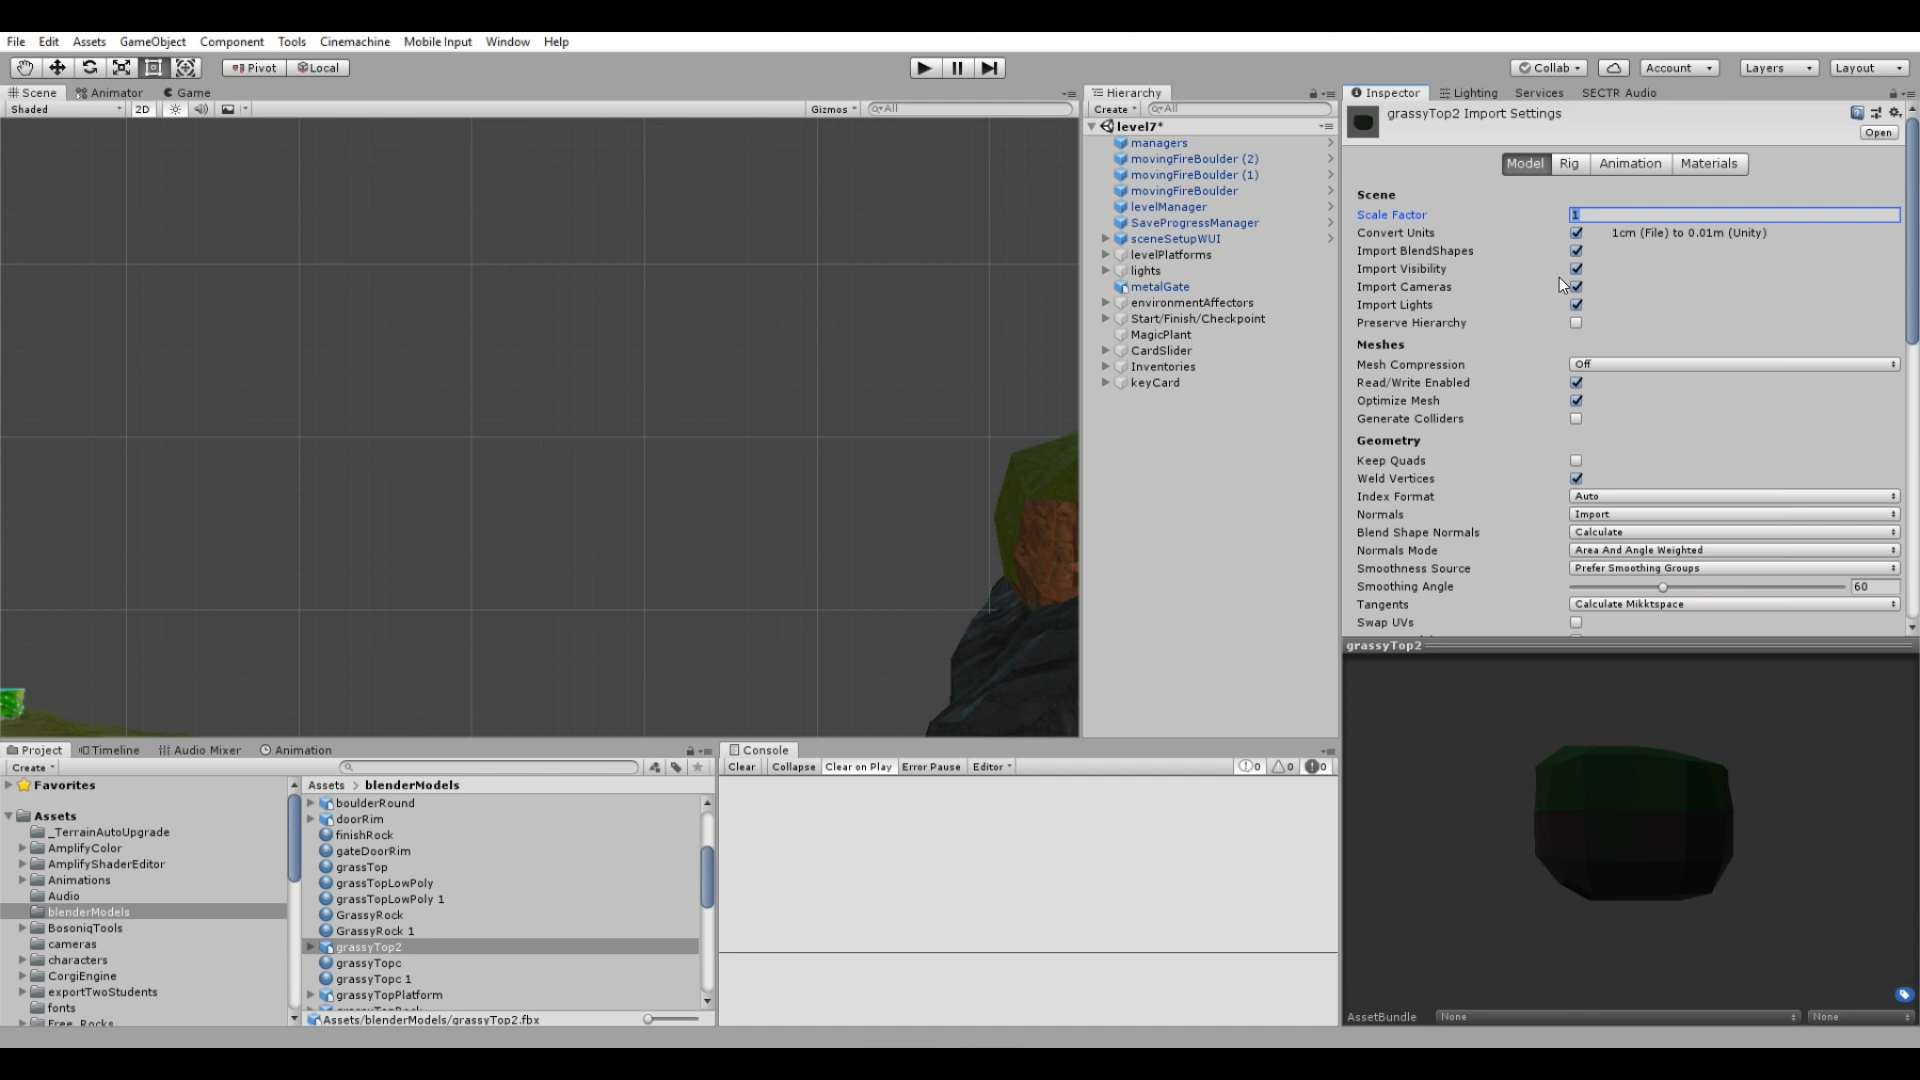 File Edit Assets GameObject Component Tools Cinemachine Mobile Input Window Help
Pivot Local Collab Account Layers Layout
Scene Animator Game
Shaded 2D Gizmos All
Hierarchy
Create All
level7*
managers
movingFireBoulder (2)
movingFireBoulder (1)
movingFireBoulder
levelManager
SaveProgressManager
sceneSetupWUI
levelPlatforms
lights
metalGate
environmentAffectors
Start/Finish/Checkpoint
MagicPlant
CardSlider
Inventories
keyCard
Inspector Lighting Services SECTR Audio
grassyTop2 Import Settings
Open
Model Rig Animation Materials
Scene
Scale Factor 1
Convert Units 1cm (File) to 0.01m (Unity)
Import BlendShapes
Import Visibility
Import Cameras
Import Lights
Preserve Hierarchy
Meshes
Mesh Compression Off
Read/Write Enabled
Optimize Mesh
Generate Colliders
Geometry
Keep Quads
Weld Vertices
Index Format Auto
Normals Import
Blend Shape Normals Calculate
Normals Mode Area And Angle Weighted
Smoothness Source Prefer Smoothing Groups
Smoothing Angle 60
Tangents Calculate Mikktspace
Swap UVs
grassyTop2
AssetBundle None None
Project Timeline Audio Mixer Animation
Create
Favorites
Assets
_TerrainAutoUpgrade
AmplifyColor
AmplifyShaderEditor
Animations
Audio
blenderModels
BosoniqTools
cameras
characters
CorgiEngine
exportTwoStudents
fonts
Free_Rocks
Assets > blenderModels
boulderRound
doorRim
finishRock
gateDoorRim
grassTop
grassTopLowPoly
grassTopLowPoly 1
GrassyRock
GrassyRock 1
grassyTop2
grassyTopc
grassyTopc 1
grassyTopPlatform
Assets/blenderModels/grassyTop2.fbx
Console
Clear Collapse Clear on Play Error Pause Editor 0 0 0